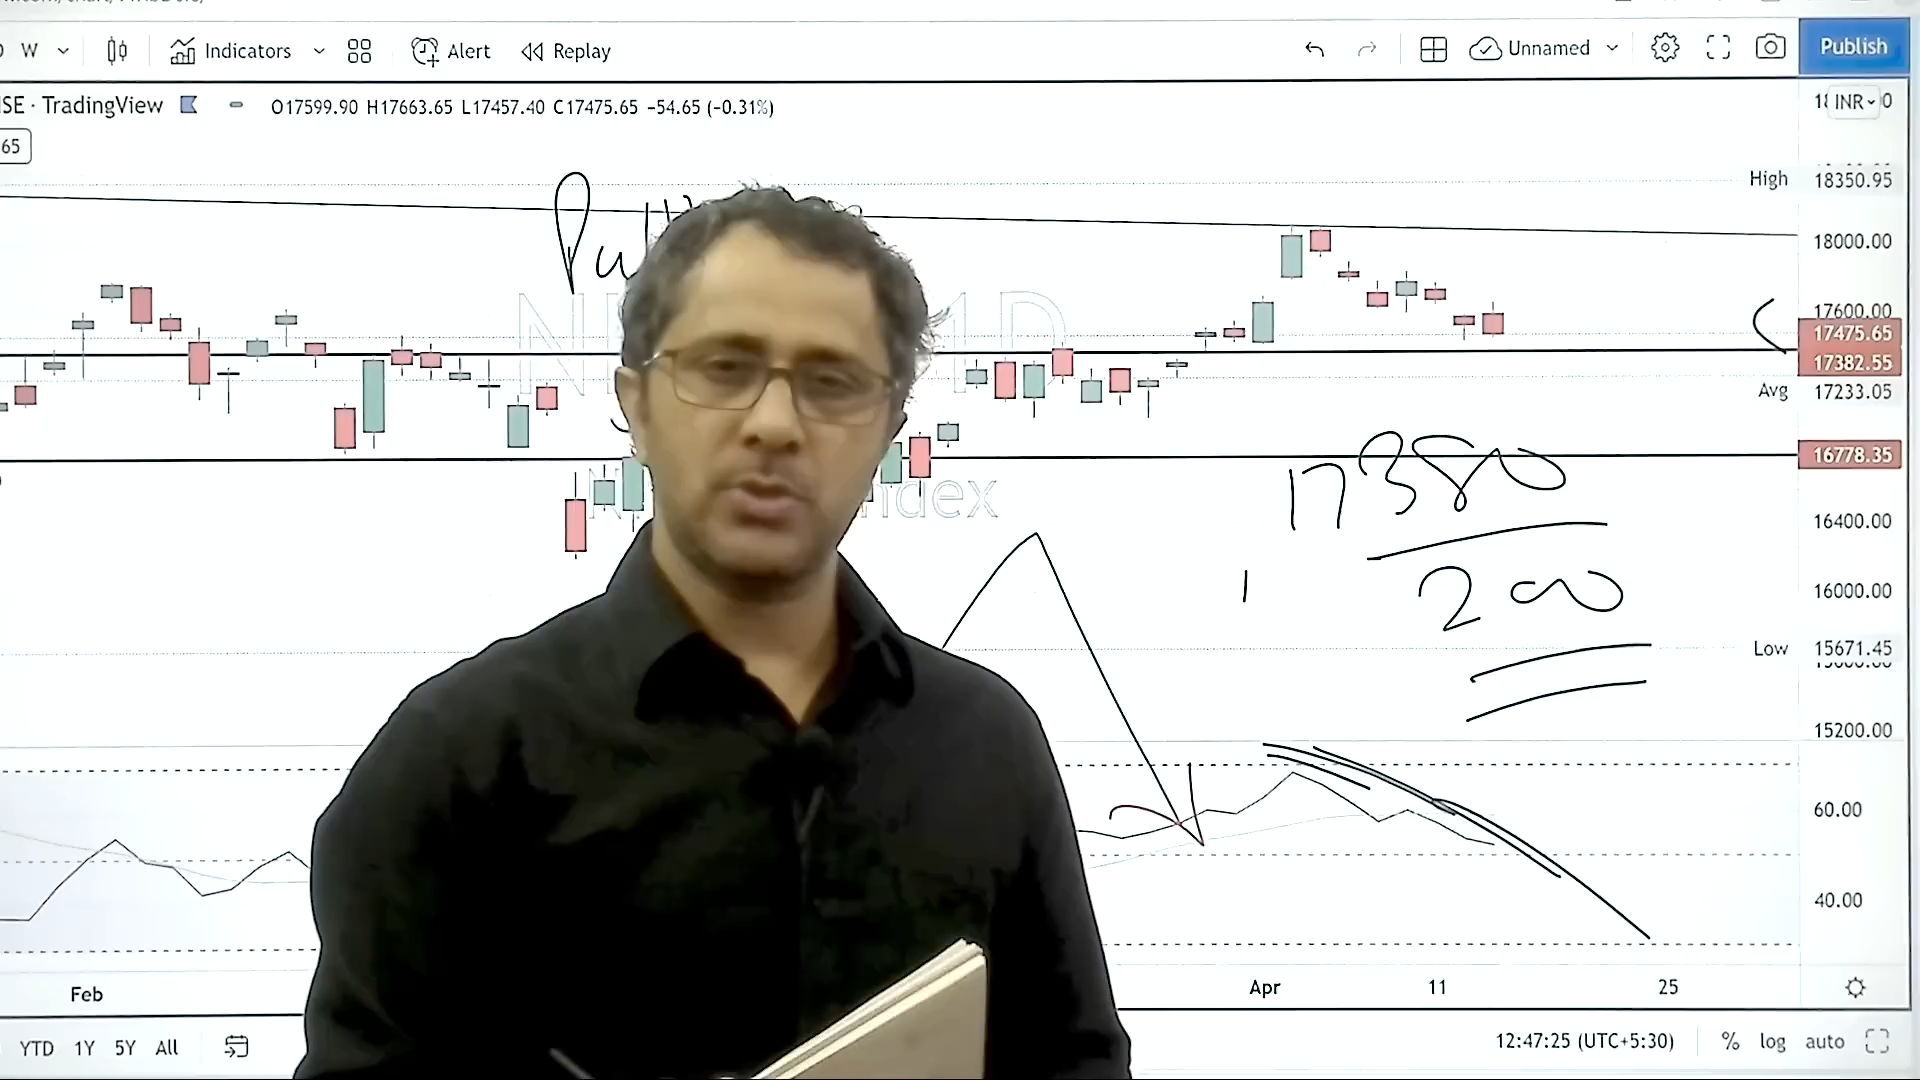 W Indicators Alert Replay Unnamed Publish
SE · TradingView O17599.90 H17663.65 L17457.40 C17475.65 −54.65 (−0.31%)
INR
65
High 18350.95
18000.00
17600.00
17475.65
17382.55
Avg 17233.05
1D
16778.35
ndex
17380
16400.00
200
16000.00
Low 15671.45
15200.00
60.00
40.00
Feb Apr 11 25
YTD 1Y 5Y All 12:47:25 (UTC+5:30) % log auto